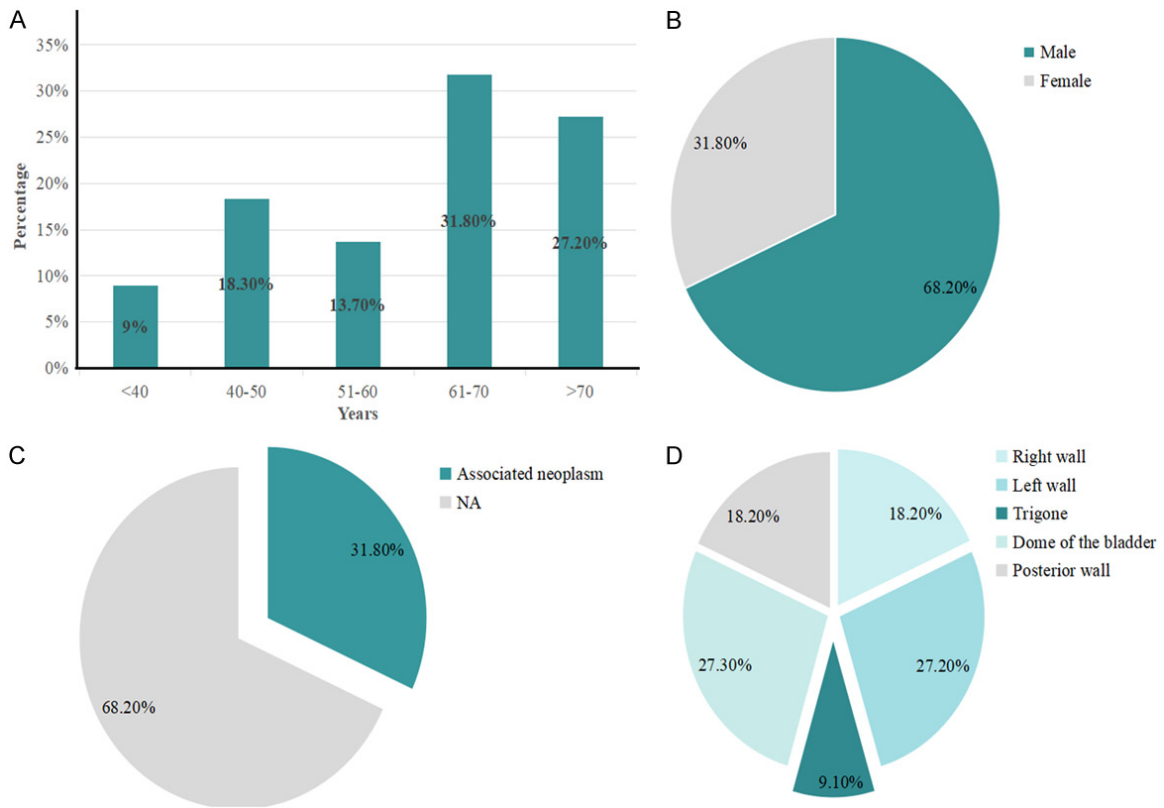 A
35%
30%
25%
20%
15%
10%
5%
0%
Percentage
9%
18.30%
13.70%
31.80%
27.20%
<40
40-50
51-60
61-70
>70
Years
B
31.80%
68.20%
Male
Female
C
31.80%
68.20%
Associated neoplasm
NA
D
18.20%
18.20%
27.30%
27.20%
9.10%
Right wall
Left wall
Trigone
Dome of the bladder
Posterior wall